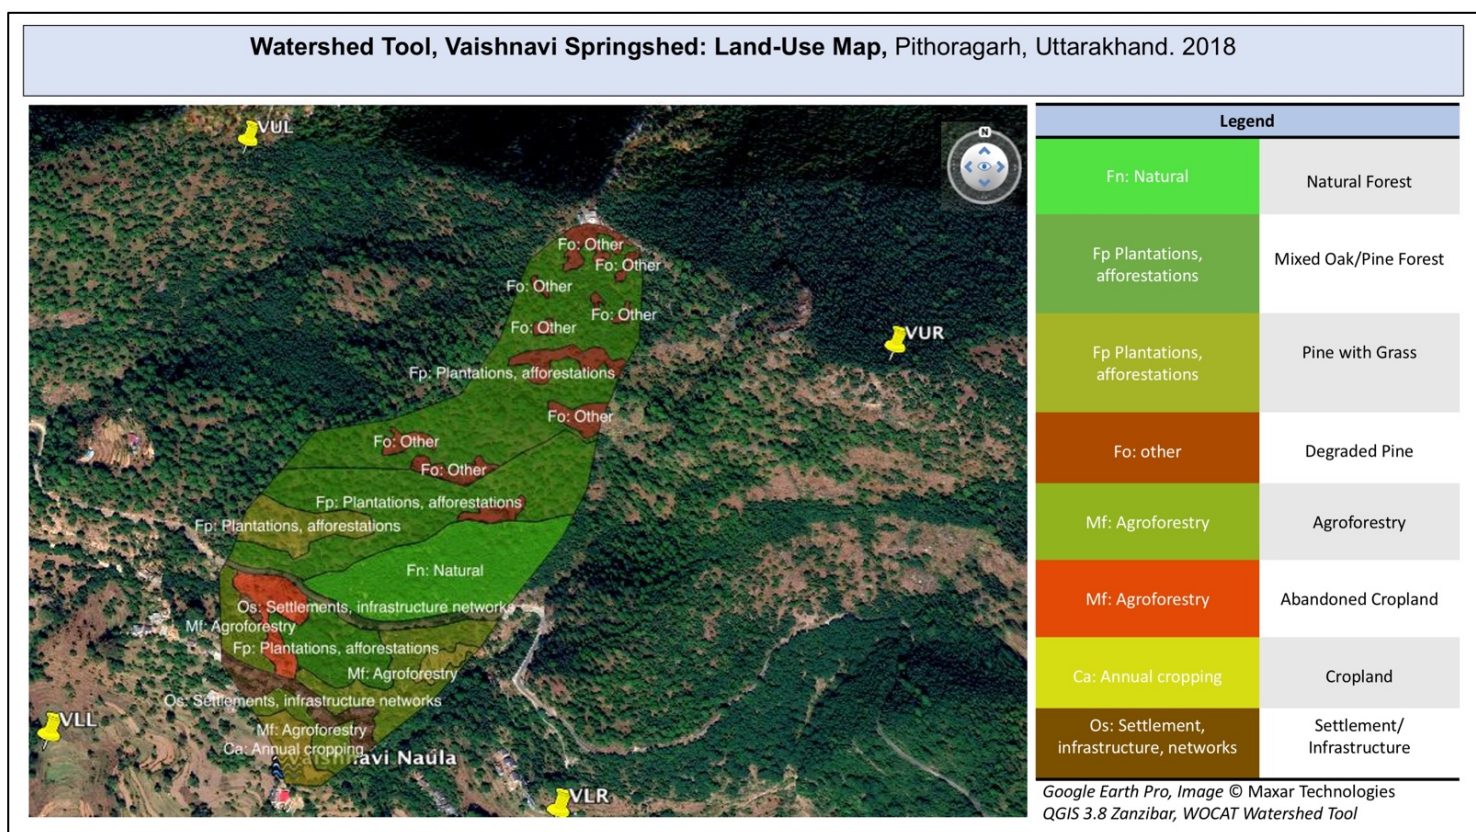 Watershed Tool, Vaishnavi Springshed: Land-Use Map, Pithoragarh, Uttarakhand. 2018
VUL
N
Fo: Other
Fo: Other
Fo: Other
Fo: Other
Fo: Other
VUR
Fp: Plantations, afforestations
Fo: Other
Fo: Other
Fo: Other
Fp: Plantations, afforestations
Fp: Plantations, afforestations
Fn: Natural
Os: Settlements, infrastructure networks
Mf: Agroforestry
Fp: Plantations, afforestations
Mf: Agroforestry
Os: Settlements, infrastructure networks
VLL
Mf: Agroforestry
Ca: Annual cropping
Vaishnavi Naula
VLR
Legend
Fn: Natural
Natural Forest
Fp Plantations,
afforestations
Mixed Oak/Pine Forest
Fp Plantations,
afforestations
Pine with Grass
Fo: other
Degraded Pine
Mf: Agroforestry
Agroforestry
Mf: Agroforestry
Abandoned Cropland
Ca: Annual cropping
Cropland
Os: Settlement,
infrastructure, networks
Settlement/
Infrastructure
Google Earth Pro, Image © Maxar Technologies
QGIS 3.8 Zanzibar, WOCAT Watershed Tool